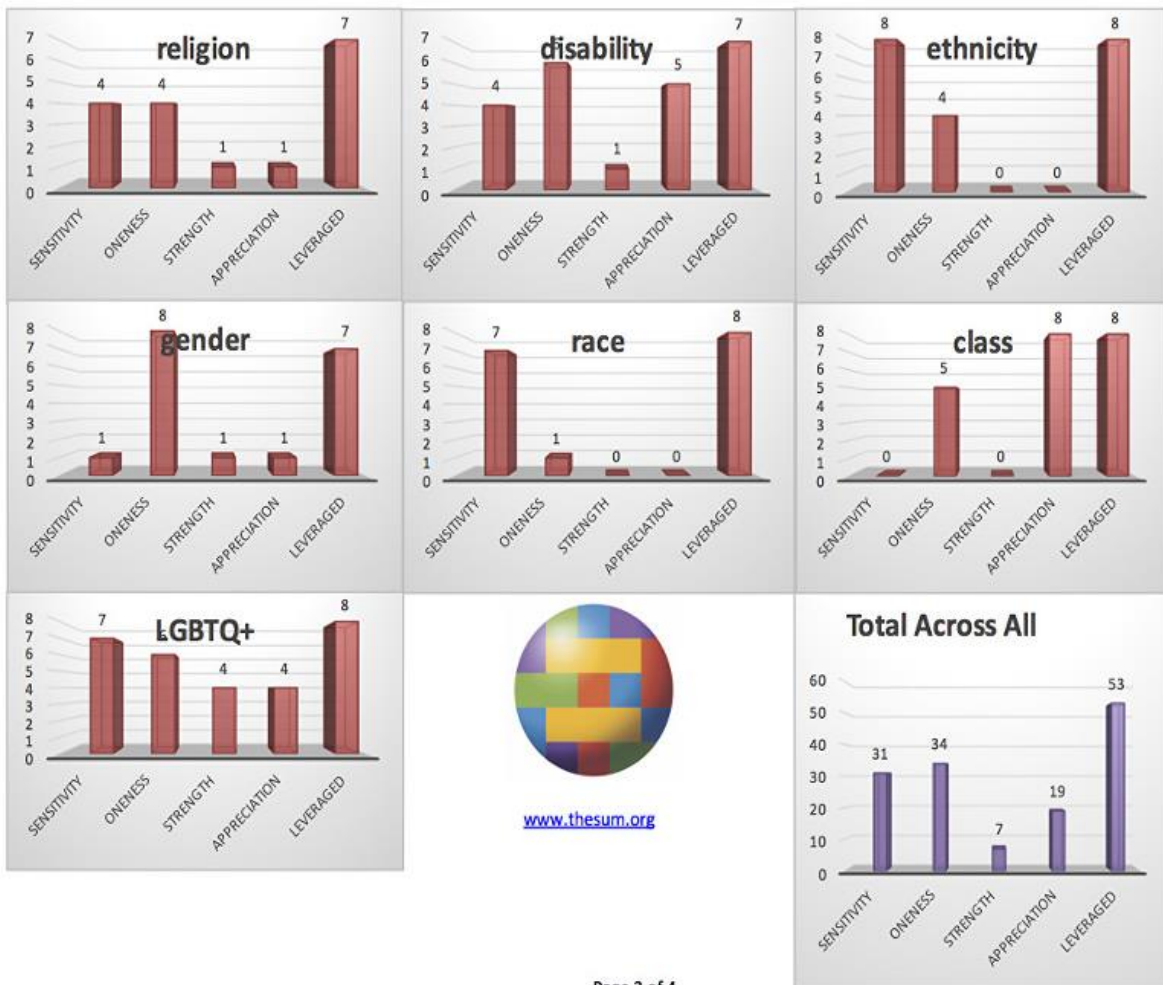 religion
7
6
5
4
3
2
1
0
4
4
1
1
7
SENSITIVITY
ONENESS
STRENGTH
APPRECIATION
LEVERAGED
disability
7
6
5
4
3
2
1
0
4
1
5
7
SENSITIVITY
ONENESS
STRENGTH
APPRECIATION
LEVERAGED
ethnicity
8
7
6
5
4
3
2
1
0
8
4
0
0
8
SENSITIVITY
ONENESS
STRENGTH
APPRECIATION
LEVERAGED
gender
8
7
6
5
4
3
2
1
0
1
8
1
1
7
SENSITIVITY
ONENESS
STRENGTH
APPRECIATION
LEVERAGED
race
8
7
6
5
4
3
2
1
0
7
1
0
0
8
SENSITIVITY
ONENESS
STRENGTH
APPRECIATION
LEVERAGED
class
8
7
6
5
4
3
2
1
0
0
5
0
8
8
SENSITIVITY
ONENESS
STRENGTH
APPRECIATION
LEVERAGED
LGBTQ+
8
7
6
5
4
3
2
1
0
7
4
4
8
SENSITIVITY
ONENESS
STRENGTH
APPRECIATION
LEVERAGED
www.thesum.org
Total Across All
60
50
40
30
20
10
0
31
34
7
19
53
SENSITIVITY
ONENESS
STRENGTH
APPRECIATION
LEVERAGED